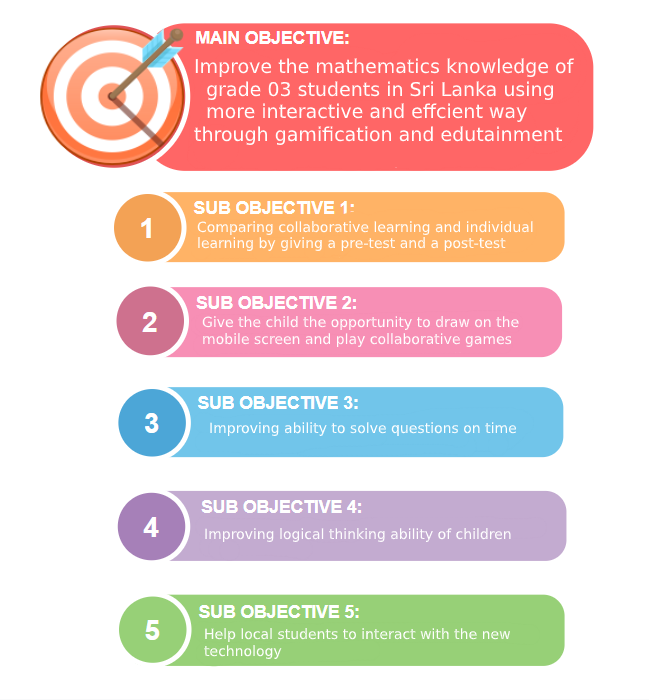 MAIN OBJECTIVE:
Improve the mathematics knowledge of
grade 03 students in Sri Lanka using
more interactive and effcient way
through gamification and edutainment
1
SUB OBJECTIVE 1:
Comparing collaborative learning and individual
learning by giving a pre-test and a post-test
2
SUB OBJECTIVE 2:
Give the child the opportunity to draw on the
mobile screen and play collaborative games
3
SUB OBJECTIVE 3:
Improving ability to solve questions on time
4
SUB OBJECTIVE 4:
Improving logical thinking ability of children
5
SUB OBJECTIVE 5:
Help local students to interact with the new
technology